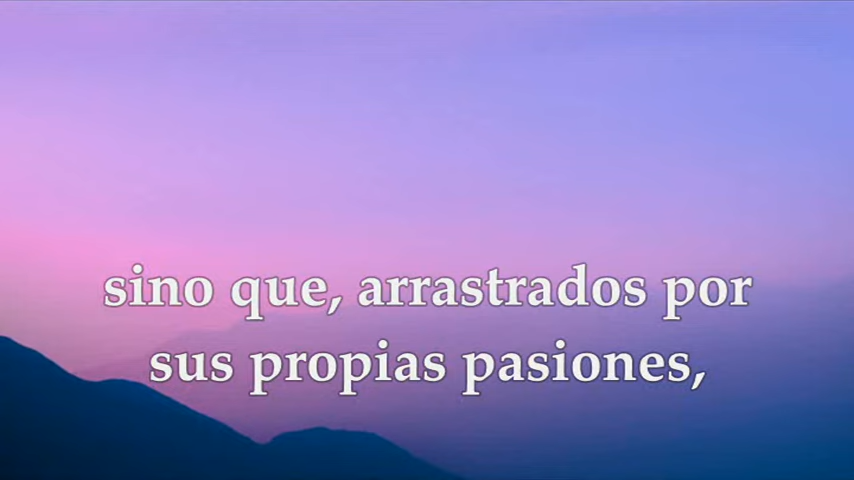 sino que, arrastrados por
sus propias pasiones,